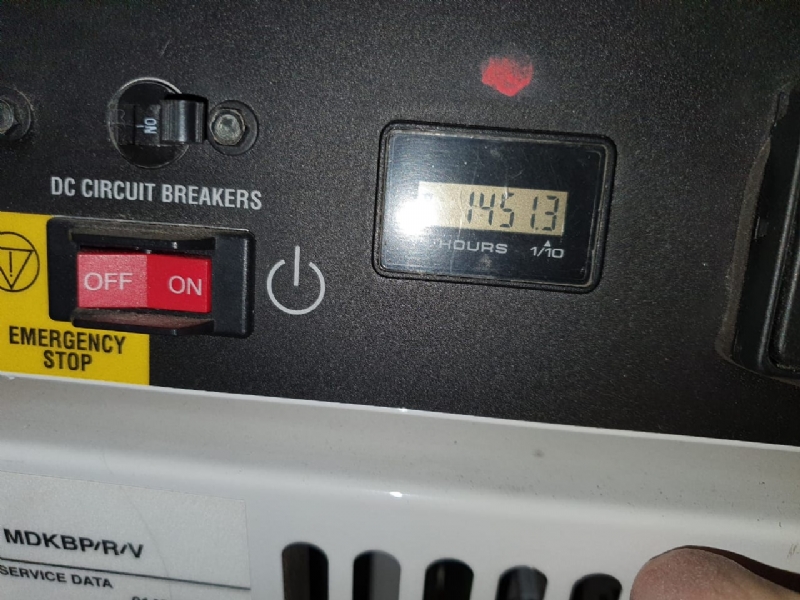 ON
DC CIRCUIT BREAKERS
1451.3
HOURS 1/10
OFF ON
EMERGENCY
STOP
MDKBP/R/V
SERVICE DATA